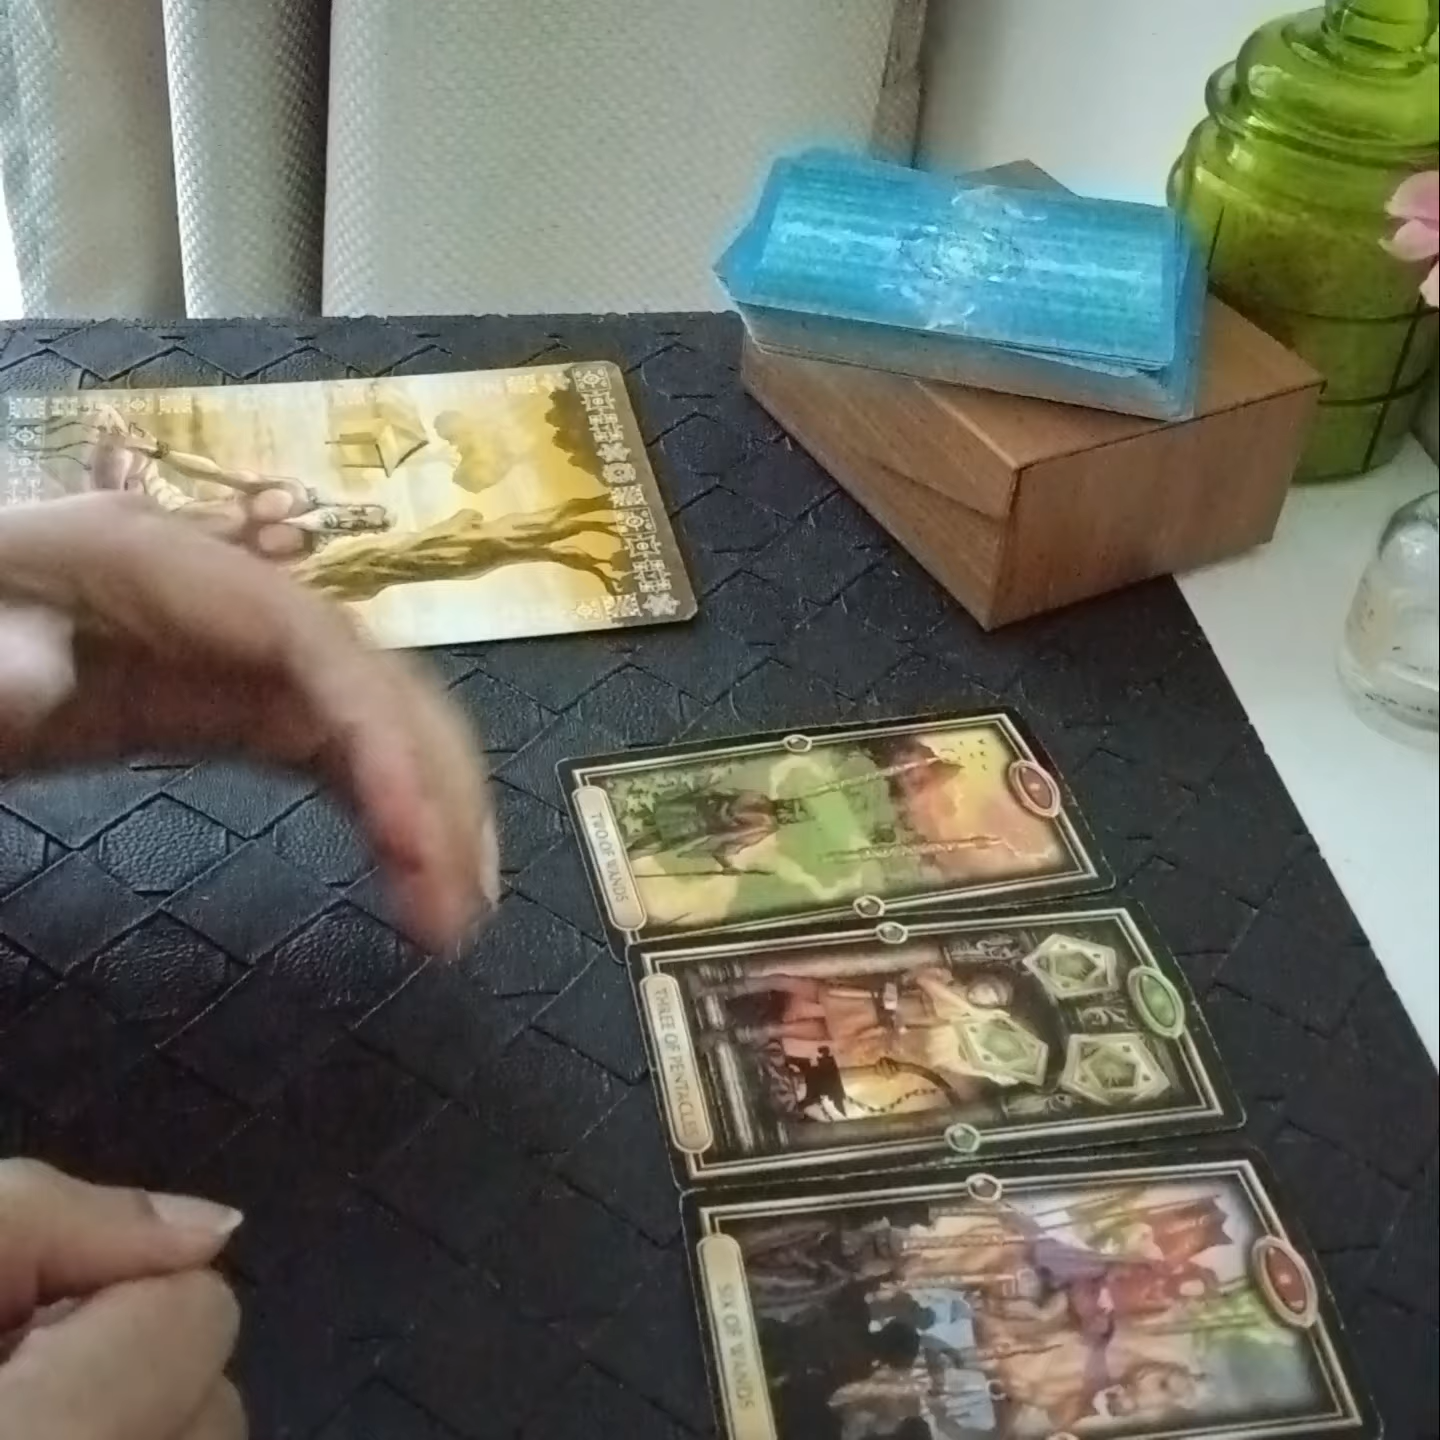 TWO OF WANDS
THREE OF PENTACLES
SIX OF WANDS